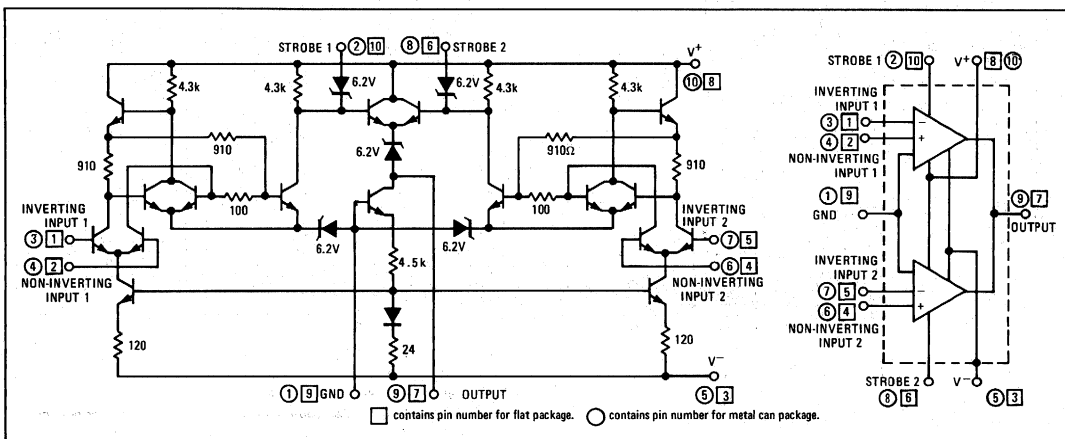 STROBE 1 ② 10 ⑧ 6 STROBE 2
V+
⑩ 8
4.3k
4.3k
6.2V
6.2V
4.3k
4.3k
910
6.2V
910Ω
910
910
100
100
INVERTING
INPUT 1
③ 1
④ 2
NON-INVERTING
INPUT 1
6.2V
6.2V
INVERTING
INPUT 2
⑦ 5
⑥ 4
NON-INVERTING
INPUT 2
4.5k
120
24
120
V−
⑤ 3
① 9 GND
⑨ 7 OUTPUT
contains pin number for flat package.
contains pin number for metal can package.
STROBE 1 ② 10
V+ 8 ⑩
INVERTING
INPUT 1
③ 1
−
④ 2
+
NON-INVERTING
INPUT 1
① 9
GND
⑨ 7
OUTPUT
INVERTING
INPUT 2
⑦ 5
−
⑥ 4
+
NON-INVERTING
INPUT 2
STROBE 2
⑧ 6
V−
⑤ 3